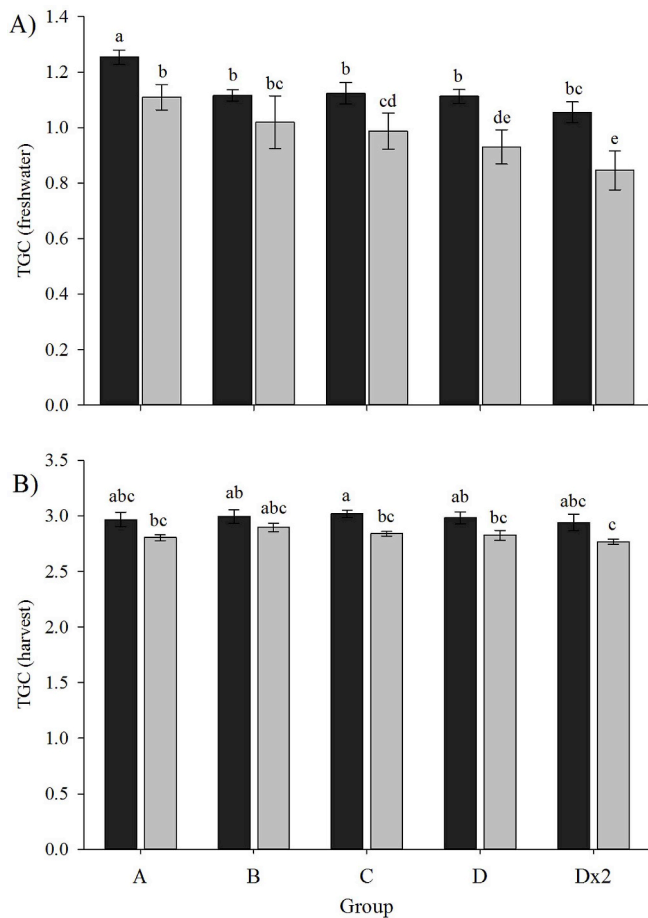 A)
TGC (freshwater)
1.4
1.2
1.0
0.8
0.6
0.4
0.2
0.0
a b b bc b cd b de bc e
B)
TGC (harvest)
3.5
3.0
2.5
2.0
1.5
1.0
0.5
0.0
abc bc ab abc a bc ab bc abc c
A B C D Dx2
Group